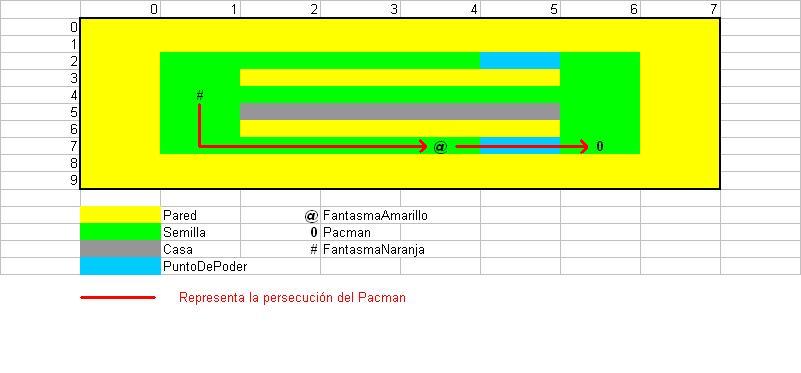 0 1 2 3 4 5 6 7
0
1
2
3
4 #
5
6
7 @ 0
8
9
Pared @ FantasmaAmarillo
Semilla 0 Pacman
Casa # FantasmaNaranja
PuntoDePoder
Representa la persecución del Pacman